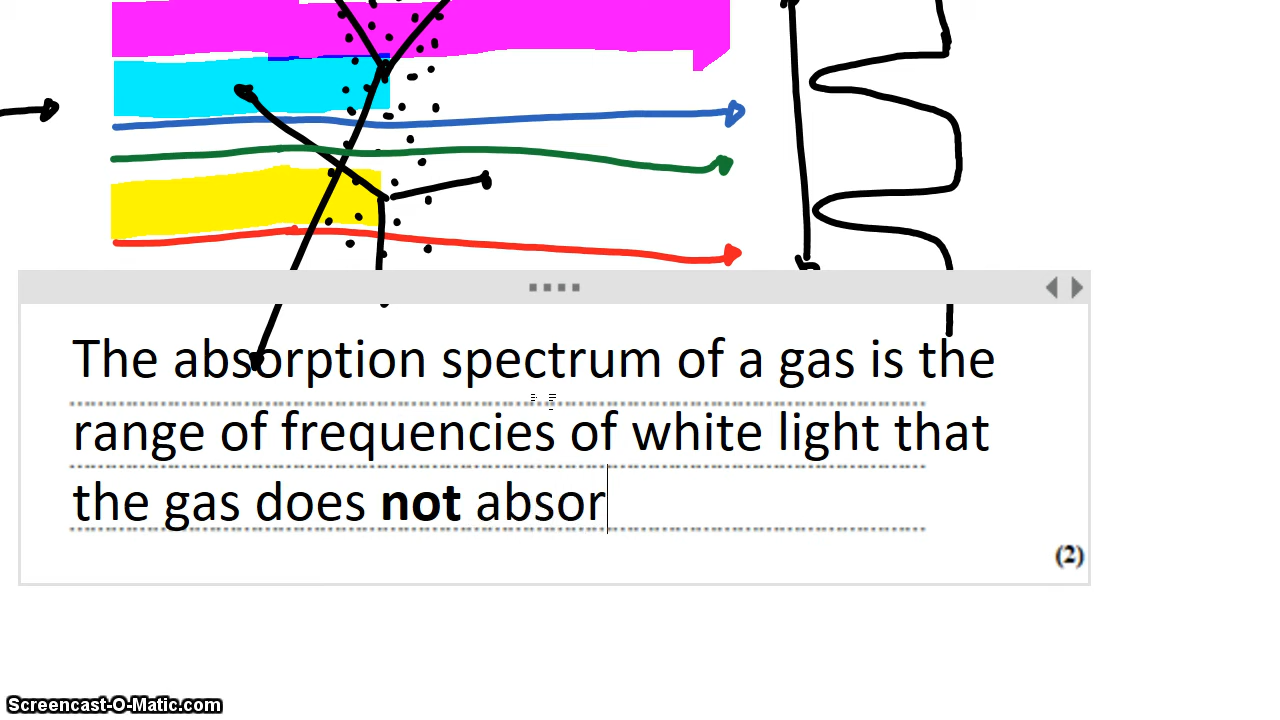 The absorption spectrum of a gas is the
range of frequencies of white light that
the gas does not absor
(2)
Screencast-O-Matic.com